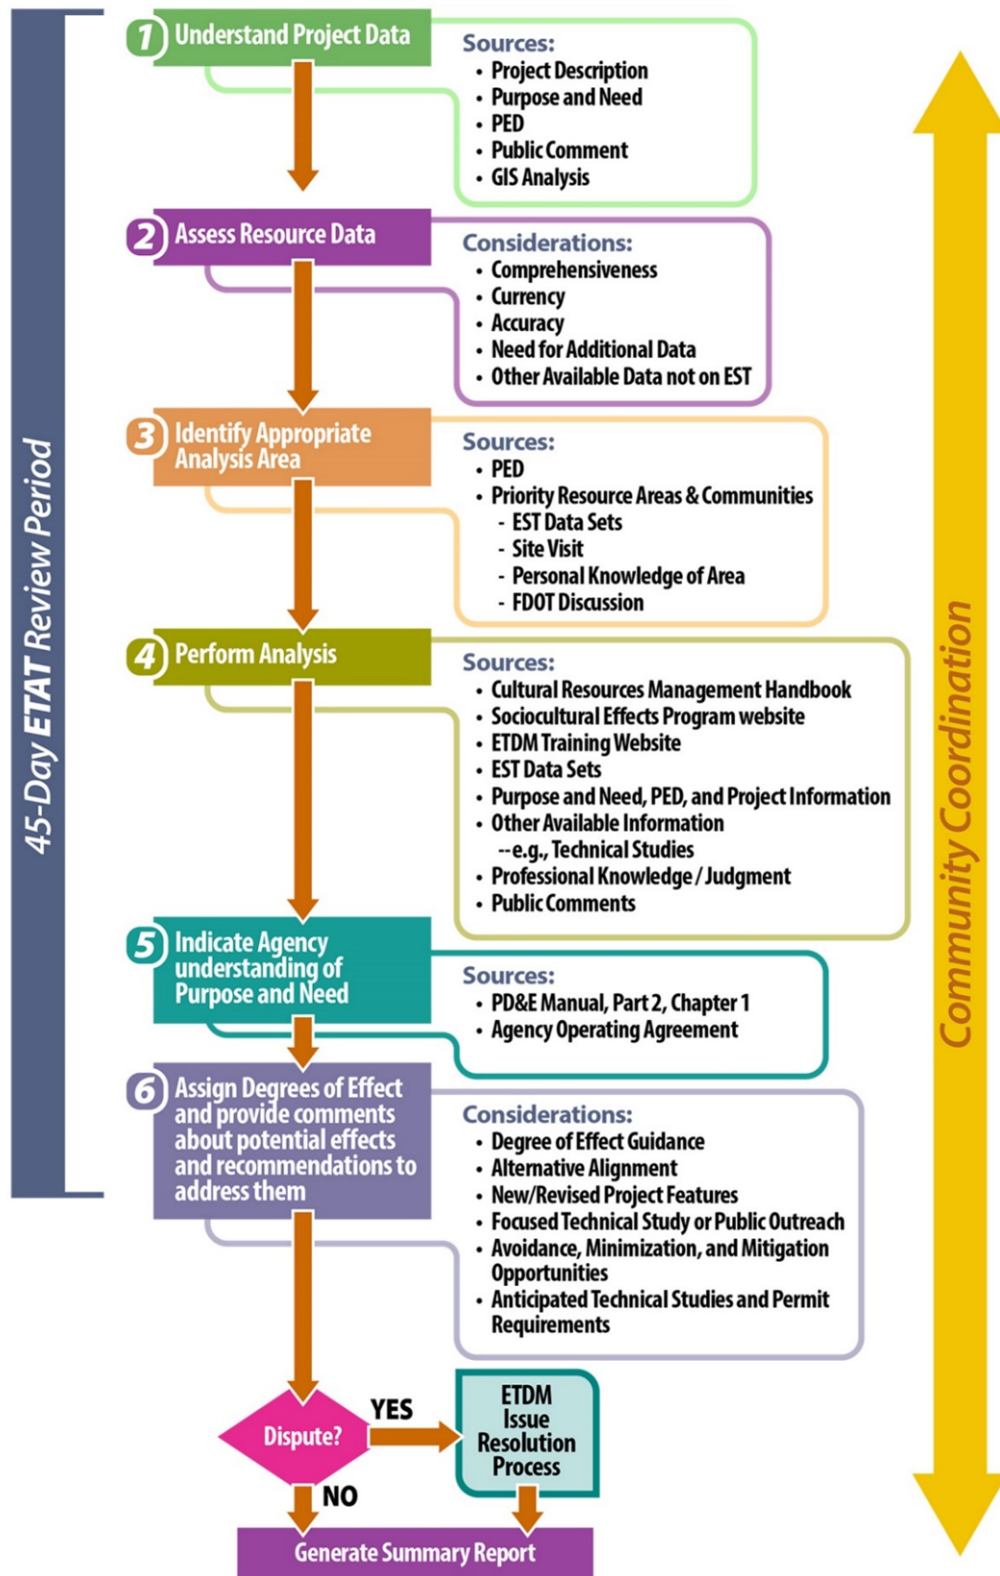 45-Day ETAT Review Period
1 Understand Project Data
Sources:
• Project Description
• Purpose and Need
• PED
• Public Comment
• GIS Analysis
2 Assess Resource Data
Considerations:
• Comprehensiveness
• Currency
• Accuracy
• Need for Additional Data
• Other Available Data not on EST
3 Identify Appropriate
Analysis Area
Sources:
• PED
• Priority Resource Areas & Communities
- EST Data Sets
- Site Visit
- Personal Knowledge of Area
- FDOT Discussion
4 Perform Analysis
Sources:
• Cultural Resources Management Handbook
• Sociocultural Effects Program website
• ETDM Training Website
• EST Data Sets
• Purpose and Need, PED, and Project Information
• Other Available Information
--e.g., Technical Studies
• Professional Knowledge / Judgment
• Public Comments
5 Indicate Agency
understanding of
Purpose and Need
Sources:
• PD&E Manual, Part 2, Chapter 1
• Agency Operating Agreement
6 Assign Degrees of Effect
and provide comments
about potential effects
and recommendations to
address them
Considerations:
• Degree of Effect Guidance
• Alternative Alignment
• New/Revised Project Features
• Focused Technical Study or Public Outreach
• Avoidance, Minimization, and Mitigation
Opportunities
• Anticipated Technical Studies and Permit
Requirements
Dispute?
YES
ETDM
Issue
Resolution
Process
NO
Generate Summary Report
Community Coordination